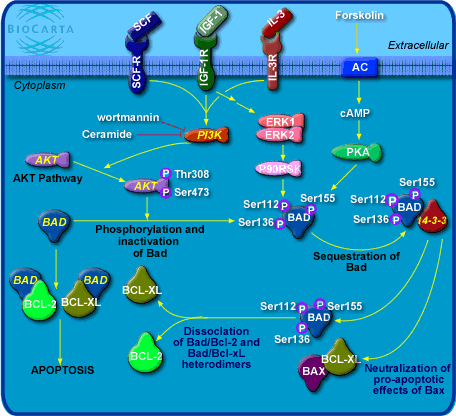 BIOCARTA
SCF
IGF-1
IL-3
Forskolin
Extracellular
SCF-R
IGF-1R
IL-3R
AC
Cytoplasm
wortmannin
Ceramide
PI3K
ERK1
ERK2
cAMP
PKA
AKT
AKT Pathway
AKT
P
Thr308
P
Ser473
P90RSK
Ser155
Ser112
P
P
BAD
Ser136
P
Ser155
Ser112
P
P
BAD
Ser136
P
14-3-3
BAD
Phosphorylation and
inactivation
of Bad
Sequestration of
Bad
BAD
BCL-2
BAD
BCL-XL
BCL-XL
BCL-2
Ser112
P
P
Ser155
BAD
P
Ser136
Dissoclation
of Bad/Bcl-2 and
Bad/Bcl-xL
heterodimers
BCL-XL
BAX
APOPTOSIS
Neutralization of
pro-apoptotic
effects of Bax